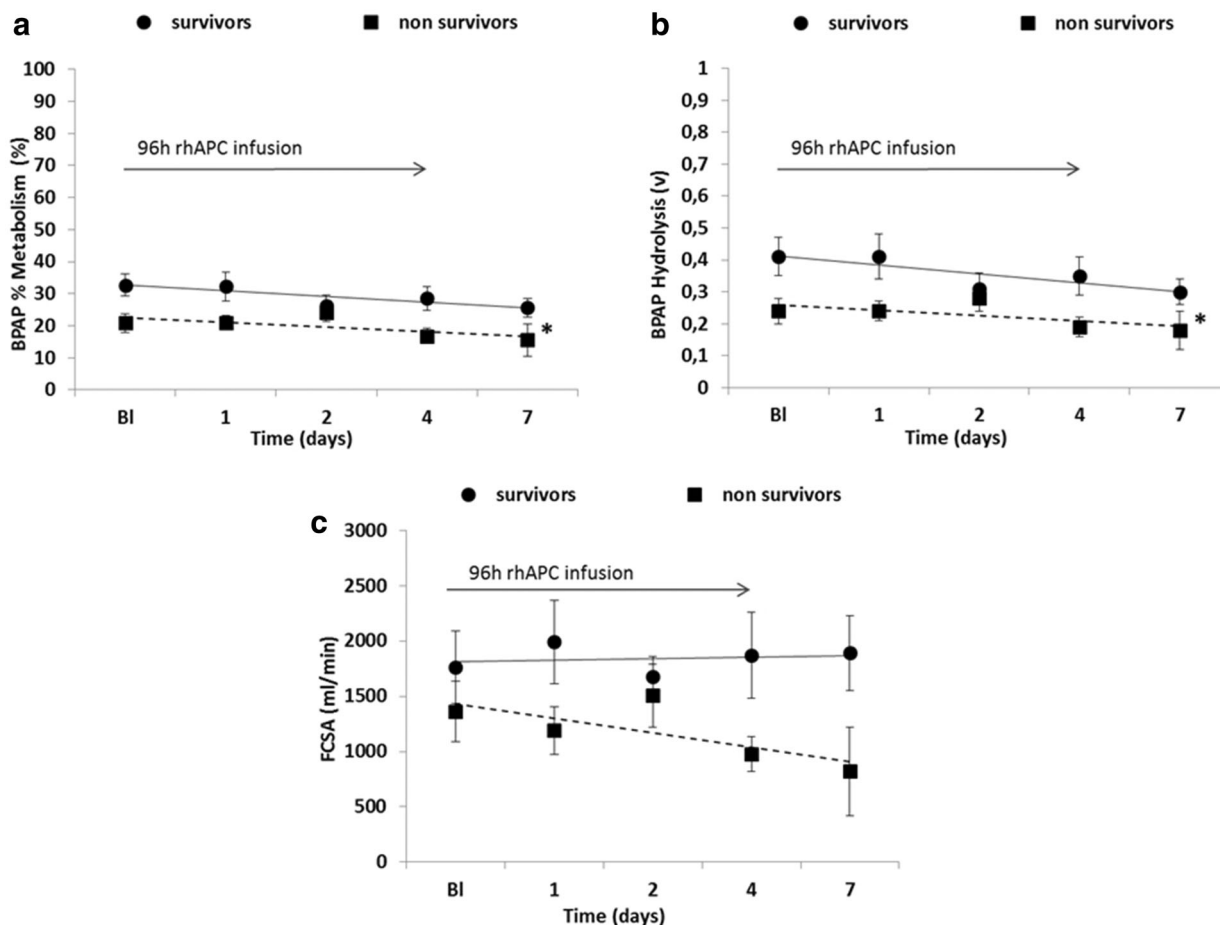 a
survivors non survivors
100
90
80
70
60
50
40
30
20
10
0
BPAP % Metabolism (%)
96h rhAPC infusion
*
Bl 1 2 4 7
Time (days)
b
survivors non survivors
1
0,9
0,8
0,7
0,6
0,5
0,4
0,3
0,2
0,1
0
BPAP Hydrolysis (v)
96h rhAPC infusion
*
Bl 1 2 4 7
Time (days)
c
survivors non survivors
3000
2500
2000
1500
1000
500
0
FCSA (ml/min)
96h rhAPC infusion
Bl 1 2 4 7
Time (days)